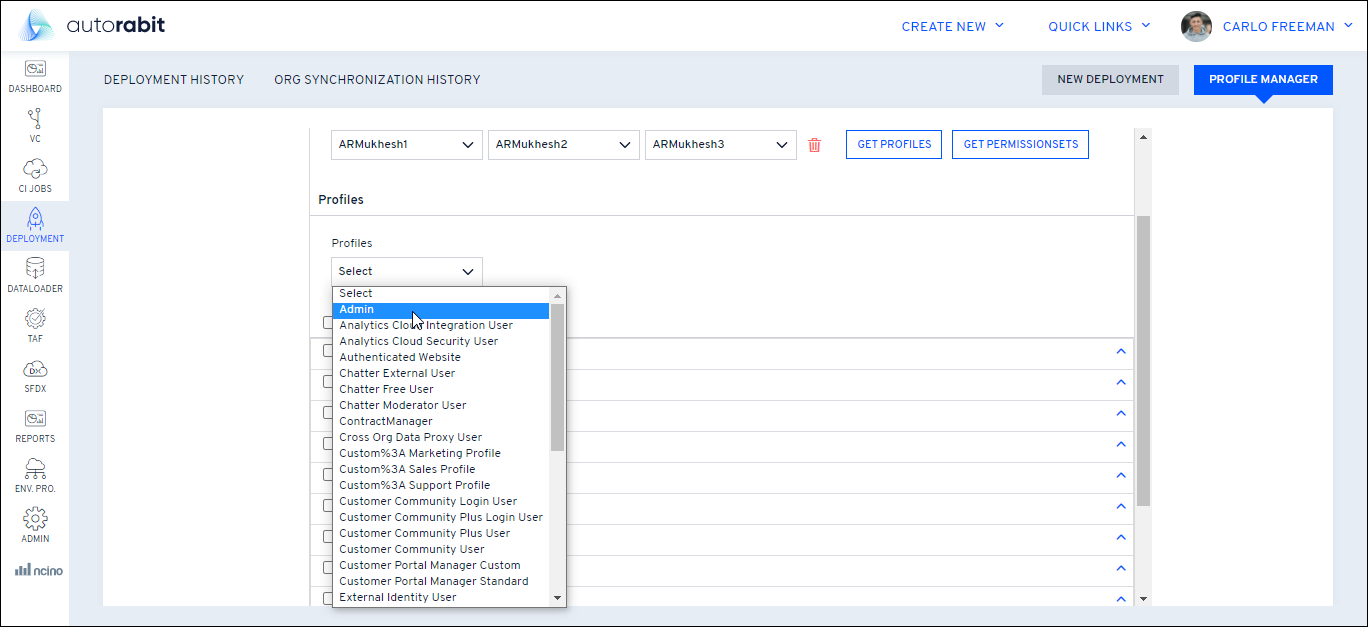 autorabit
CREATE NEW
QUICK LINKS
CARLO FREEMAN
DASHBOARD
VC
CI JOBS
DEPLOYMENT
DATALOADER
TAF
DX
SFDX
REPORTS
ENV. PRO.
ADMIN
ncino
DEPLOYMENT HISTORY
ORG SYNCHRONIZATION HISTORY
NEW DEPLOYMENT
PROFILE MANAGER
ARMukhesh1
ARMukhesh2
ARMukhesh3
GET PROFILES
GET PERMISSIONSETS
Profiles
Profiles
Select
Select
Admin
Analytics Cloud Integration User
Analytics Cloud Security User
Authenticated Website
Chatter External User
Chatter Free User
Chatter Moderator User
ContractManager
Cross Org Data Proxy User
Custom%3A Marketing Profile
Custom%3A Sales Profile
Custom%3A Support Profile
Customer Community Login User
Customer Community Plus Login User
Customer Community Plus User
Customer Community User
Customer Portal Manager Custom
Customer Portal Manager Standard
External Identity User